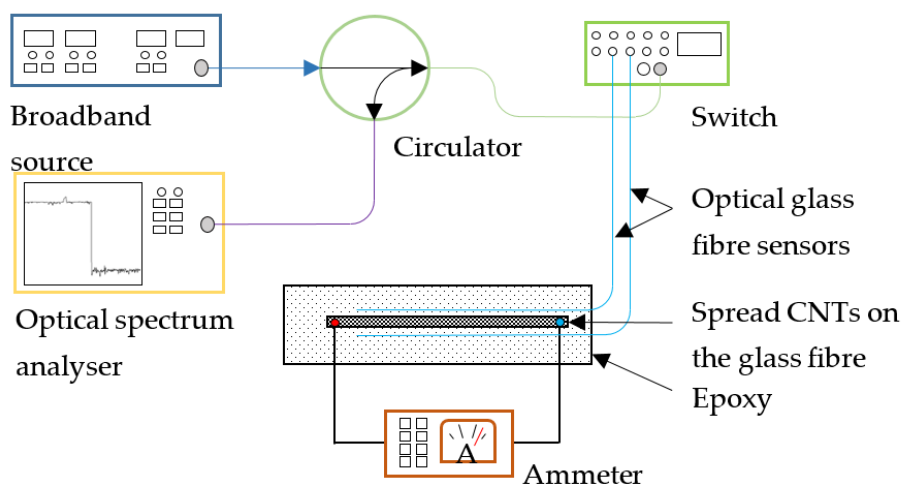 Broadband
source
Circulator
Switch
Optical glass
fibre sensors
Optical spectrum
analyser
Spread CNTs on
the glass fibre
Epoxy
A
Ammeter